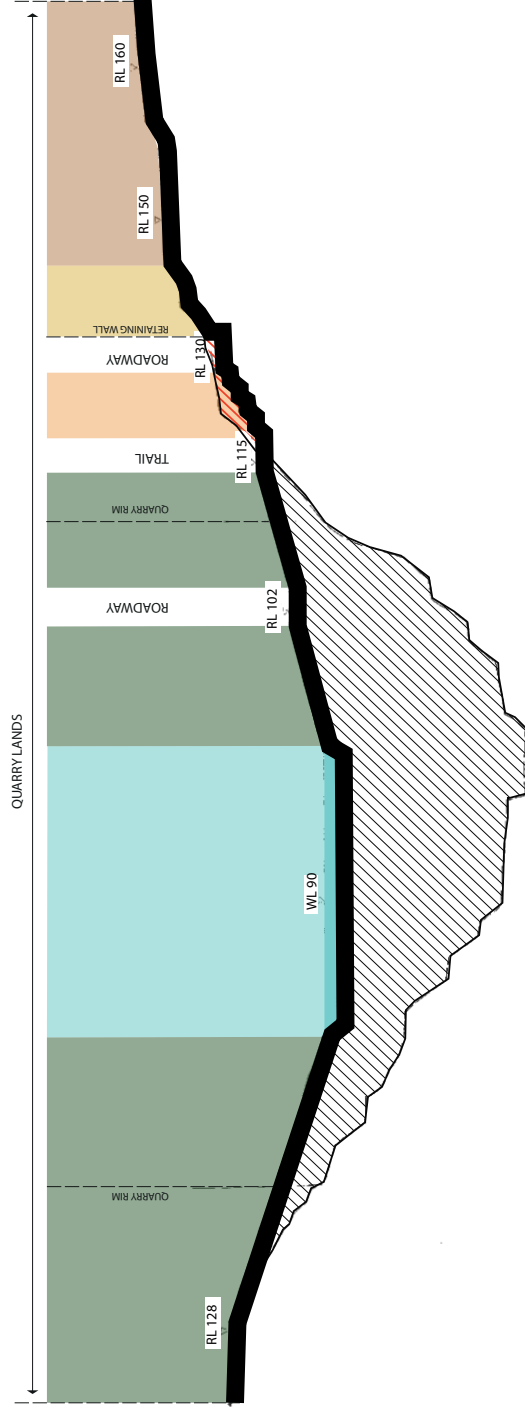 QUARRY LANDS
RL 128
QUARRY RIM
WL 90
ROADWAY
RL 102
QUARRY RIM
TRAIL
RL 115
ROADWAY
RL 130
RETAINING WALL
RL 150
RL 160